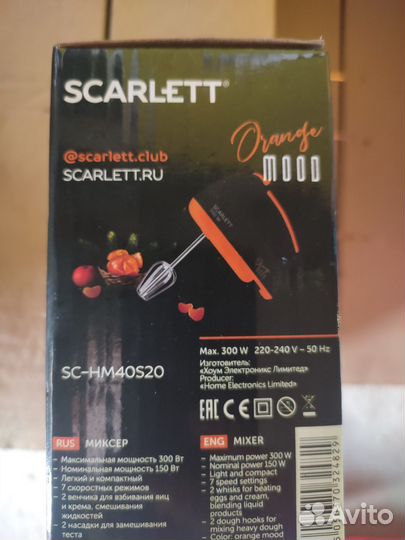 SCARLETT®
Orange
MOOD
@scarlett.club
SCARLETT.RU
SCARLETT
SC-HM40S20
Max. 300 W 220-240 V ~ 50 Hz
Изготовитель:
«Хоум Электроникс Лимитед»
Producer:
«Home Electronics Limited»
EAC CE
RUS МИКСЕР
- Максимальная мощность 300 Вт
- Номинальная мощность 150 Вт
- Легкий и компактный
- 7 скоростных режимов
- 2 венчика для взбивания яиц
и крема, смешивания
жидкостей
- 2 насадки для замешивания
теста
ENG MIXER
- Maximum power 300 W
- Nominal power 150 W
- Light and compact
- 7 speed settings
- 2 whisks for beating
eggs and cream,
blending liquid
products
- 2 dough hooks for
mixing heavy dough
- Color: orange mood
Avito